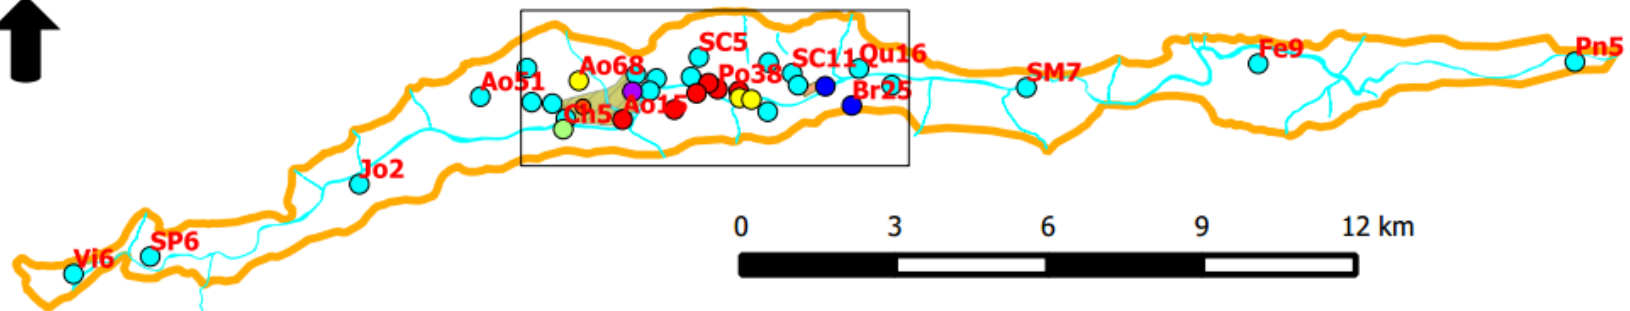 SC5
Ao68
Po38
SC11
Qu16
Ao51
Ch5
Ao15
Br25
SM7
Fe9
Pn5
Jo2
SP6
Vi6
0 3 6 9 12 km